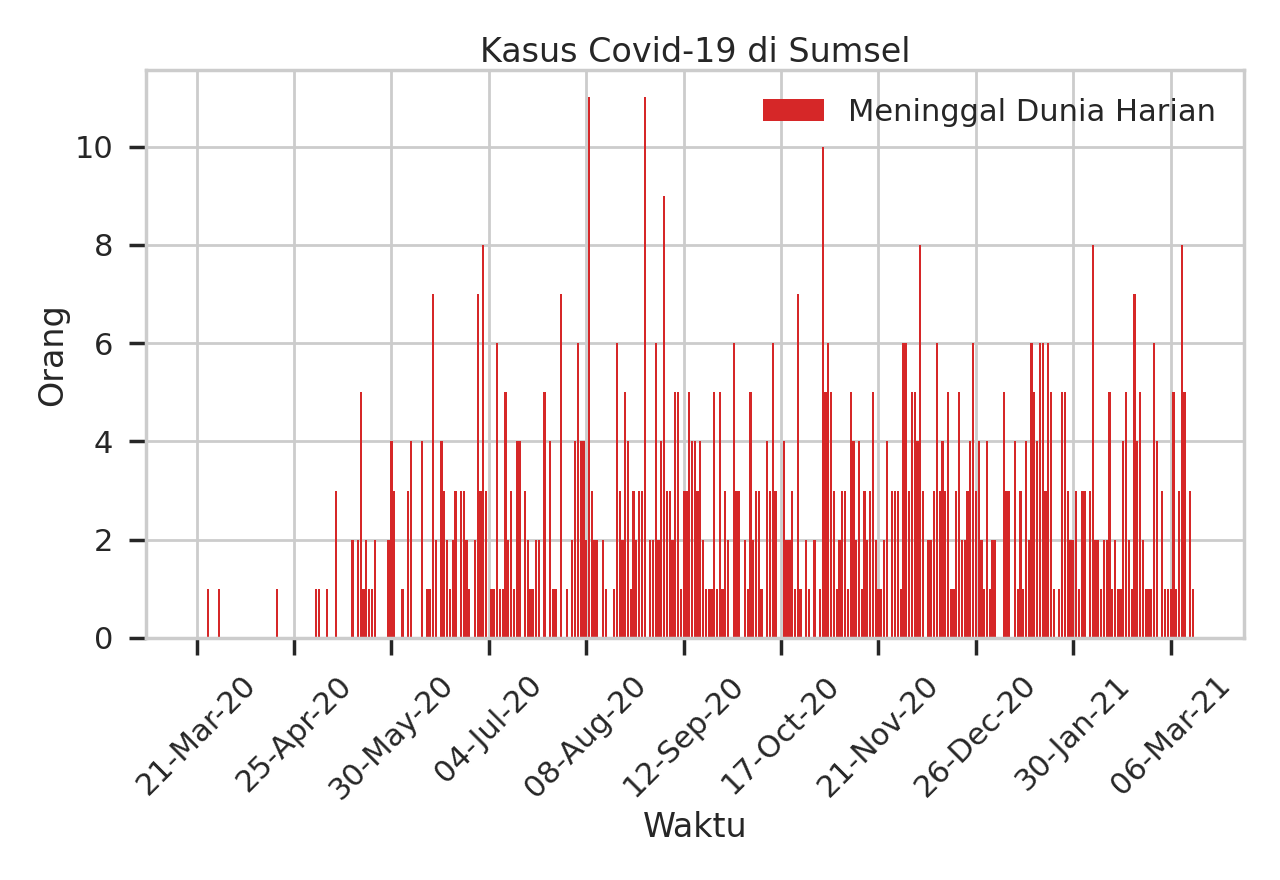 Kasus Covid-19 di Sumsel
Meninggal Dunia Harian
Orang
10
8
6
4
2
0
21-Mar-20
25-Apr-20
30-May-20
04-Jul-20
08-Aug-20
12-Sep-20
17-Oct-20
21-Nov-20
26-Dec-20
30-Jan-21
06-Mar-21
Waktu